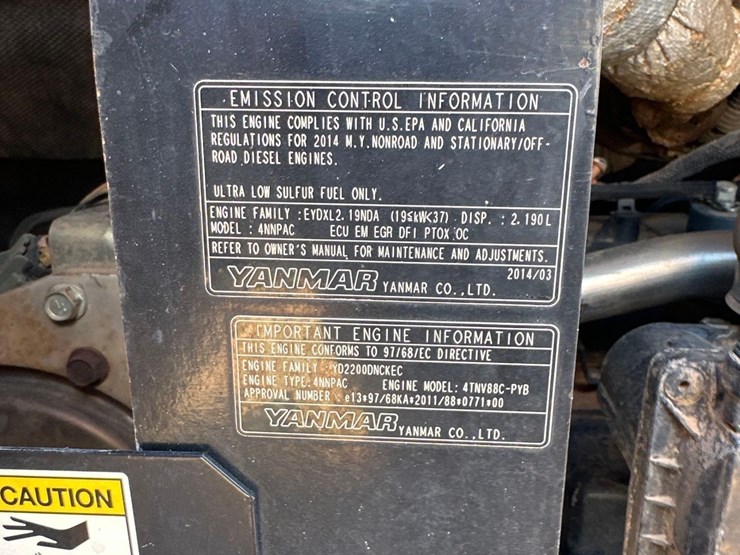 EMISSION CONTROL INFORMATION
THIS ENGINE COMPLIES WITH U.S.EPA AND CALIFORNIA
REGULATIONS FOR 2014 M.Y.NONROAD AND STATIONARY/OFF-
ROAD DIESEL ENGINES.
ULTRA LOW SULFUR FUEL ONLY.
ENGINE FAMILY :EYDXL2.19NDA (19≤kW<37) DISP. : 2.190L
MODEL : 4NNPAC ECU EM EGR DFI PTOX OC
REFER TO OWNER'S MANUAL FOR MAINTENANCE AND ADJUSTMENTS.
2014/03
YANMAR YANMAR CO.,LTD.
IMPORTANT ENGINE INFORMATION
THIS ENGINE CONFORMS TO 97/68/EC DIRECTIVE
ENGINE FAMILY : YD2200DNCKEC
ENGINE TYPE:4NNPAC ENGINE MODEL: 4TNV88C-PYB
APPROVAL NUMBER :e13*97/68KA*2011/88*0771*00
YANMAR YANMAR CO.,LTD.
CAUTION